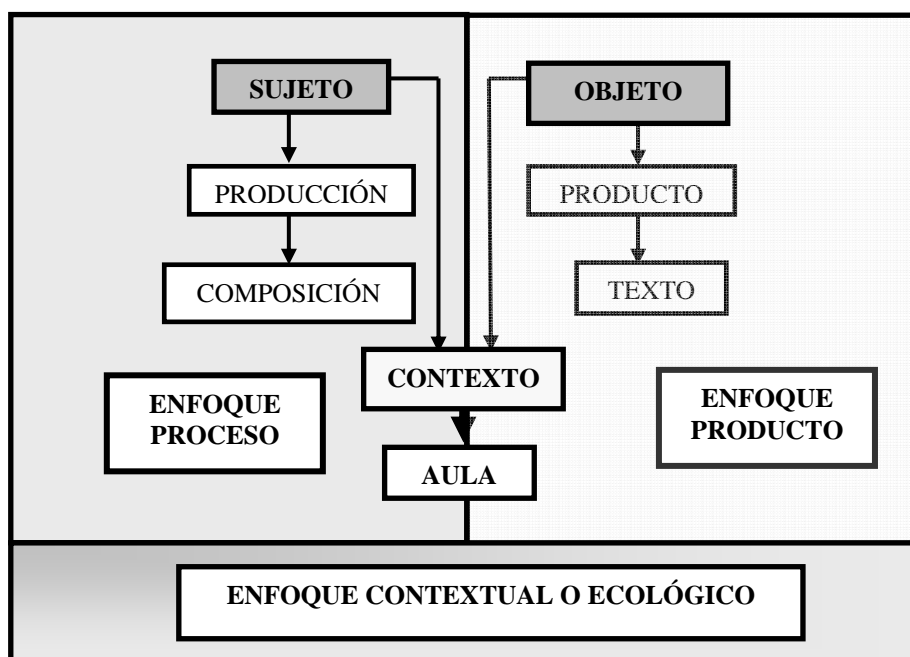 SUJETO
OBJETO
PRODUCCIÓN
PRODUCTO
COMPOSICIÓN
TEXTO
CONTEXTO
ENFOQUE
PROCESO
ENFOQUE
PRODUCTO
AULA
ENFOQUE CONTEXTUAL O ECOLÓGICO